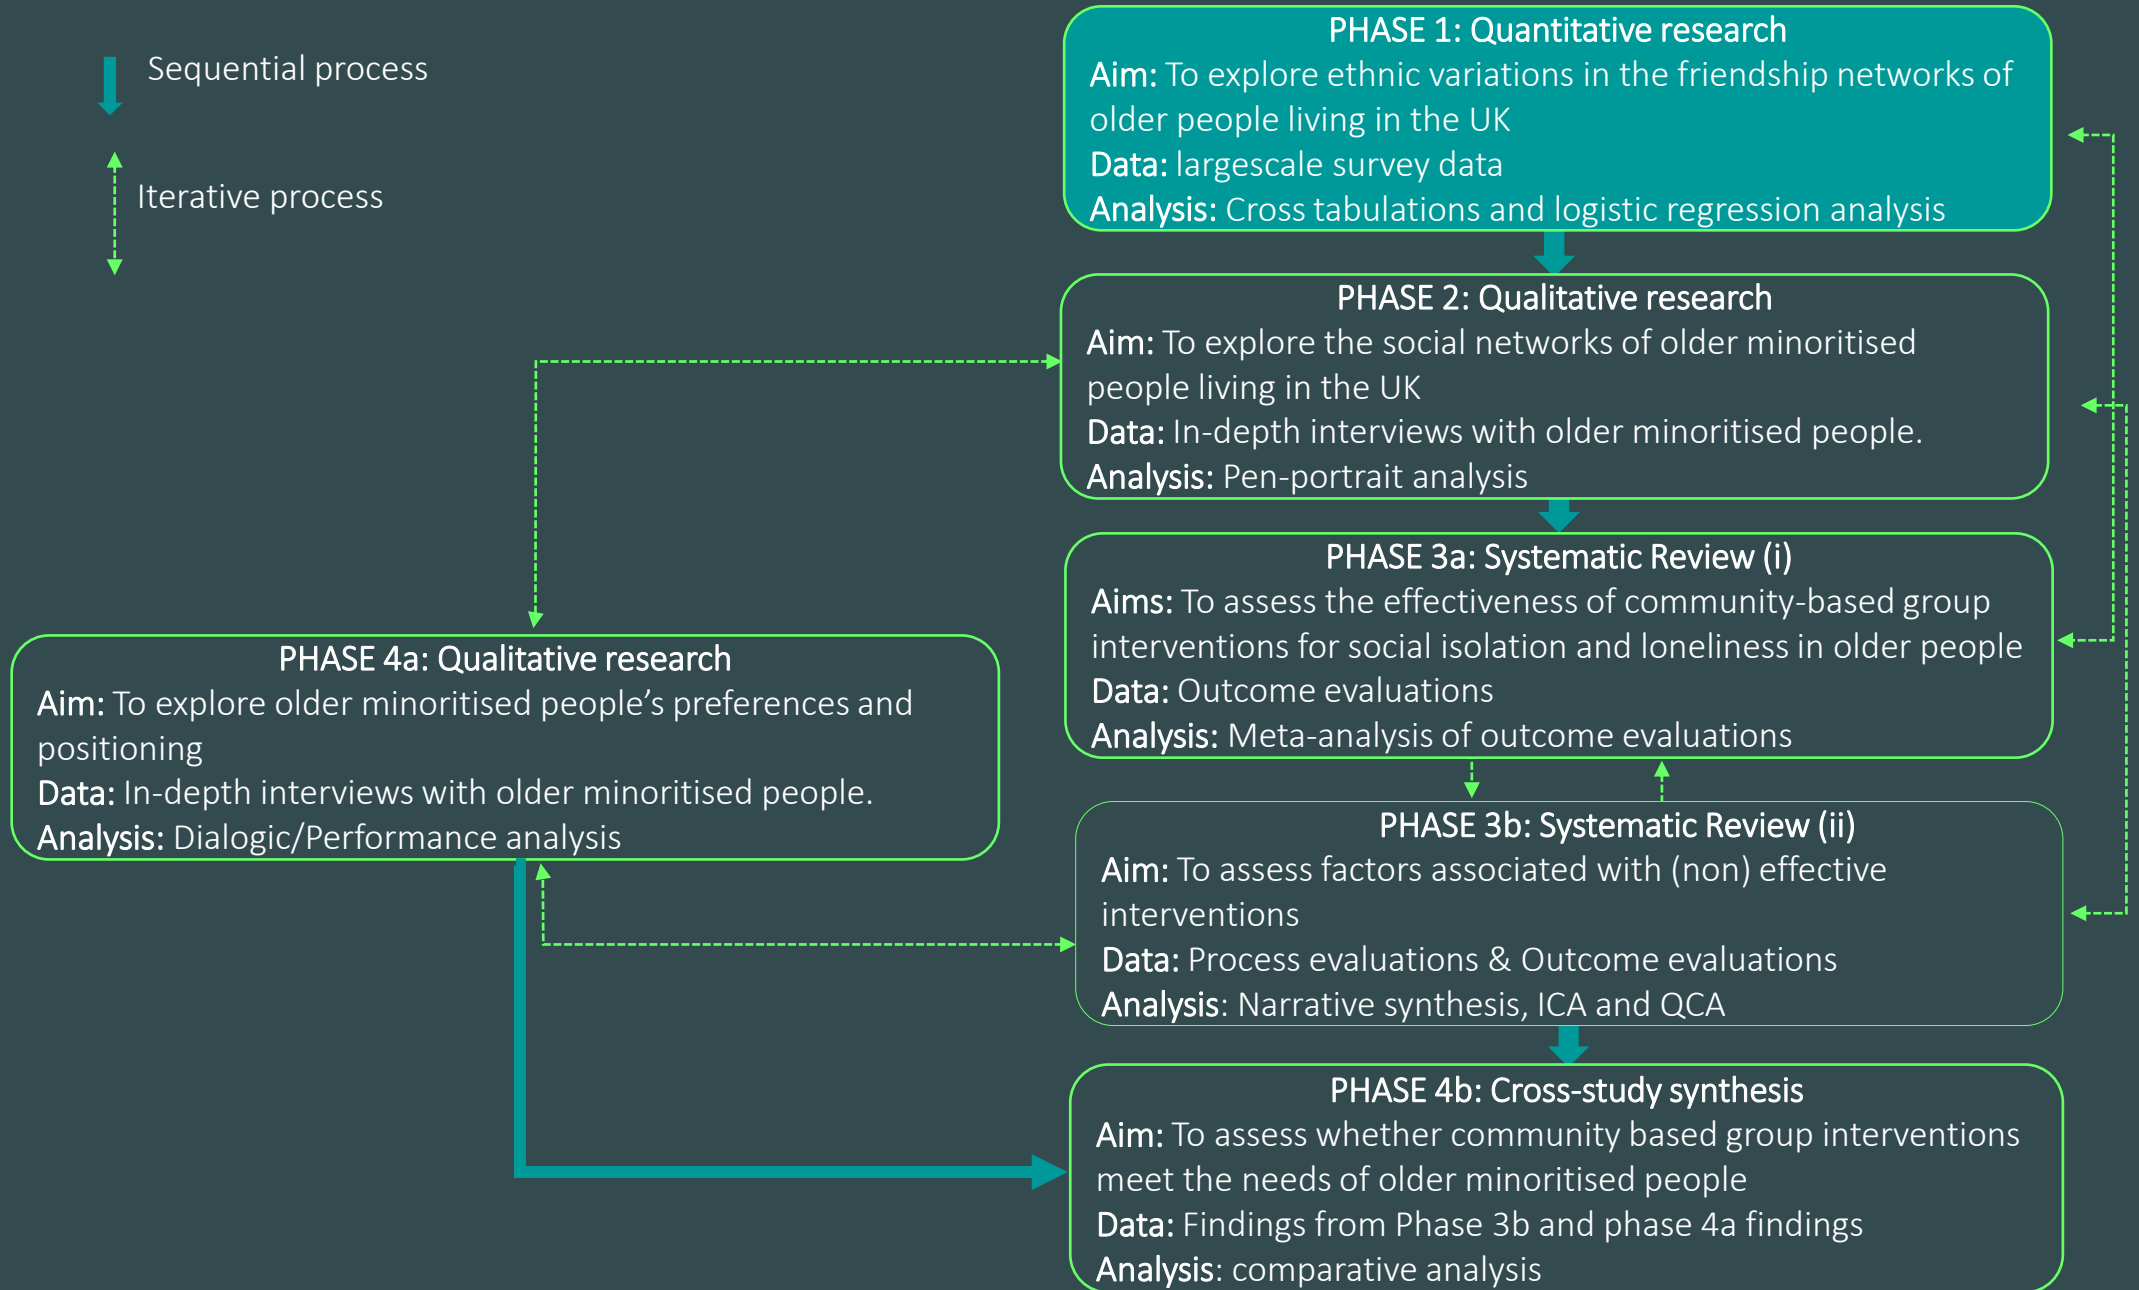 Sequential process
Iterative process
PHASE 1: Quantitative research
Aim: To explore ethnic variations in the friendship networks of
older people living in the UK
Data: largescale survey data
Analysis: Cross tabulations and logistic regression analysis
PHASE 2: Qualitative research
Aim: To explore the social networks of older minoritised
people living in the UK
Data: In-depth interviews with older minoritised people.
Analysis: Pen-portrait analysis
PHASE 3a: Systematic Review (i)
Aims: To assess the effectiveness of community-based group
interventions for social isolation and loneliness in older people
Data: Outcome evaluations
Analysis: Meta-analysis of outcome evaluations
PHASE 4a: Qualitative research
Aim: To explore older minoritised people’s preferences and
positioning
Data: In-depth interviews with older minoritised people.
Analysis: Dialogic/Performance analysis
PHASE 3b: Systematic Review (ii)
Aim: To assess factors associated with (non) effective
interventions
Data: Process evaluations & Outcome evaluations
Analysis: Narrative synthesis, ICA and QCA
PHASE 4b: Cross-study synthesis
Aim: To assess whether community based group interventions
meet the needs of older minoritised people
Data: Findings from Phase 3b and phase 4a findings
Analysis: comparative analysis